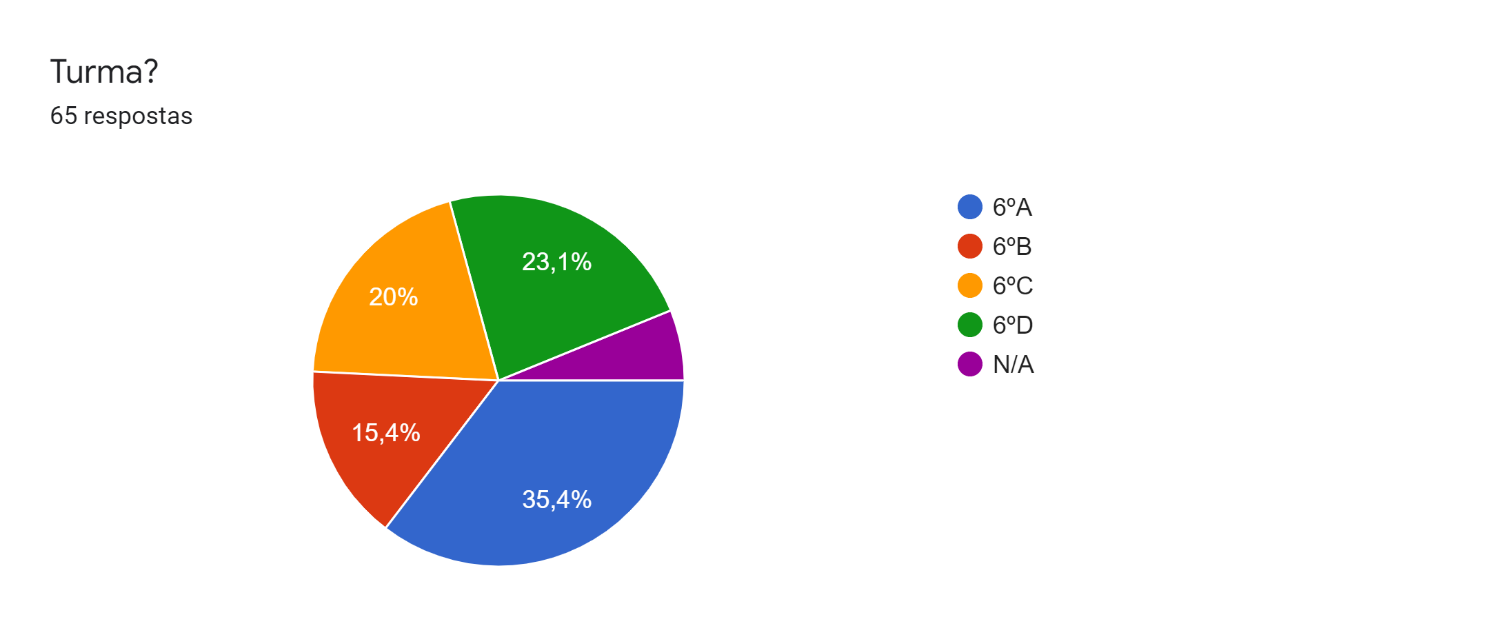 Turma?
65 respostas
23,1%
20%
15,4%
35,4%
6ºA
6ºB
6ºC
6ºD
N/A